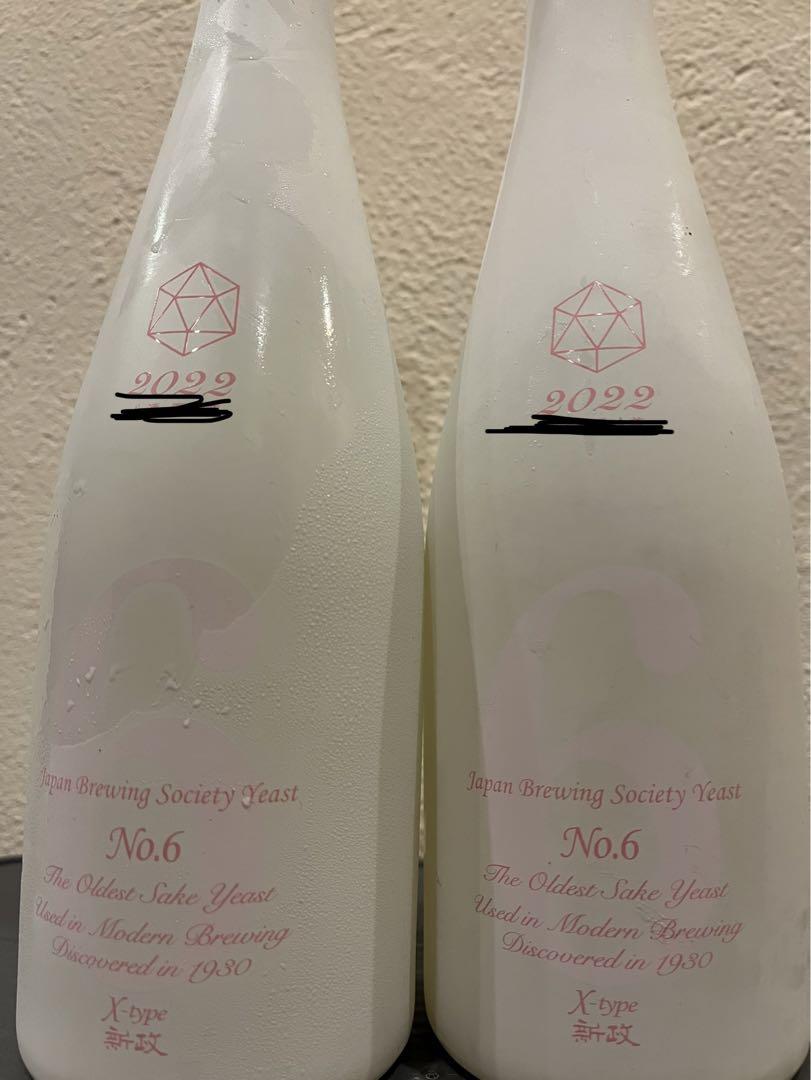 2022
Japan Brewing Society Yeast
No.6
The Oldest Sake Yeast
Used in Modern Brewing
Discovered in 1930
X-type
新政
2022
6
Japan Brewing Society Yeast
No.6
The Oldest Sake Yeast
Used in Modern Brewing
Discovered in 1930
X-type
新政